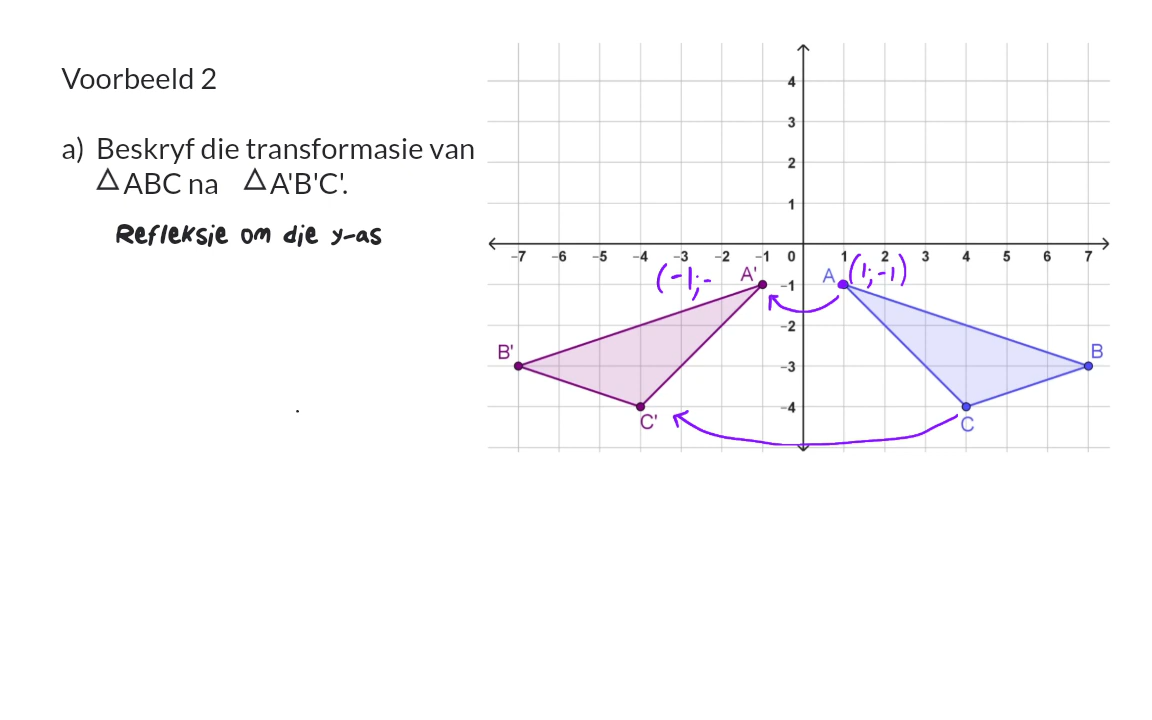 Voorbeeld 2
a) Beskryf die transformasie van
△ABC na △A'B'C'.
Refleksie om die y-as
4
3
2
1
-7 -6 -5 -4 -3 -2 -1 0 1 2 3 4 5 6 7
(-1;- A' -1 A (1;-1)
-2
B' B
-3
-4
C' C